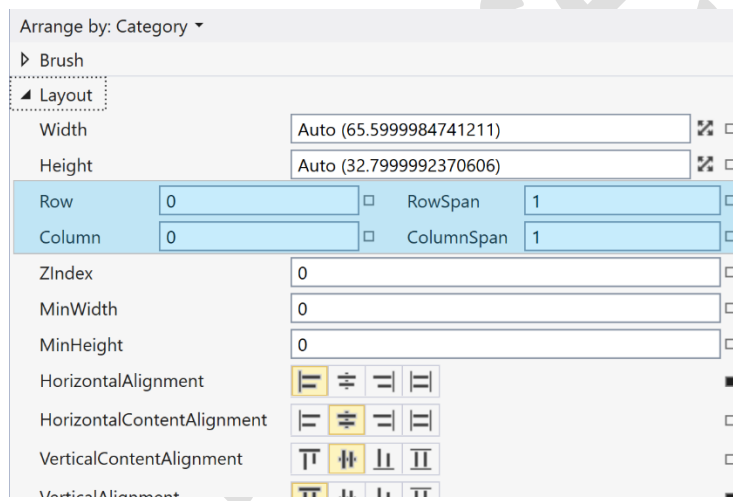 Arrange by: Category
Brush
Layout
Width Auto (65.5999984741211)
Height Auto (32.7999992370606)
Row 0 RowSpan 1
Column 0 ColumnSpan 1
ZIndex 0
MinWidth 0
MinHeight 0
HorizontalAlignment
HorizontalContentAlignment
VerticalContentAlignment
VerticalAlignment